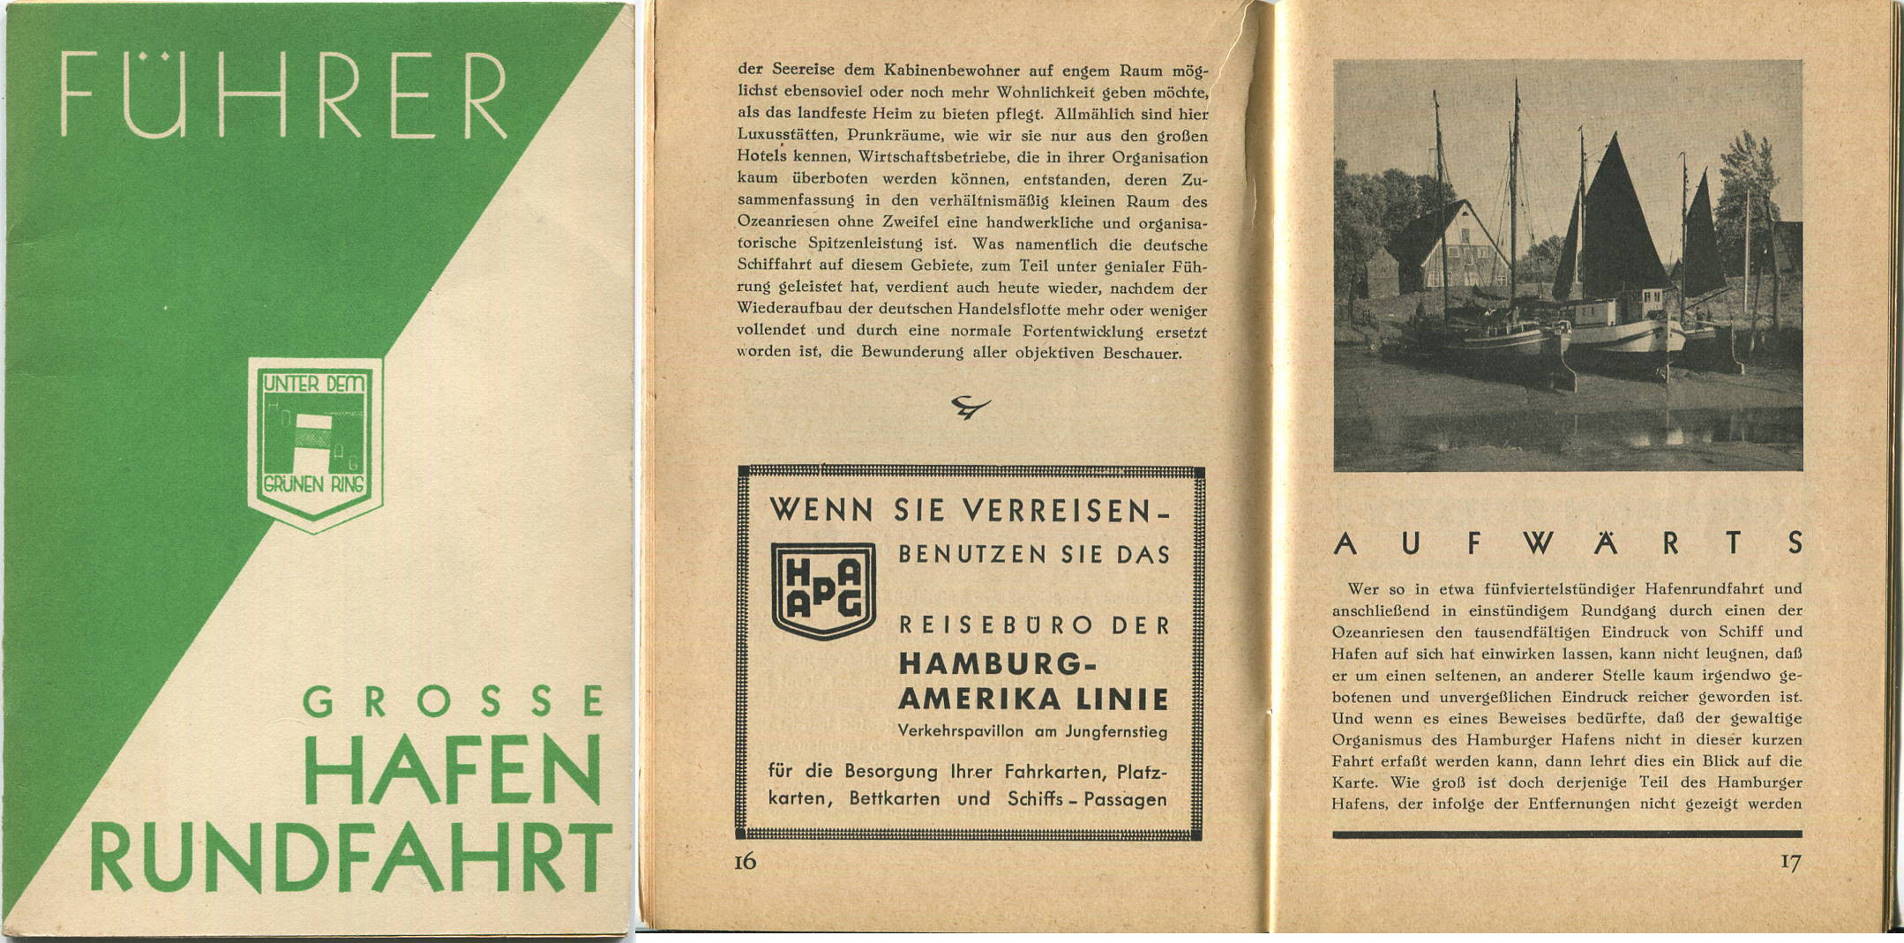 FÜHRER
UNTER DEM
H
A
P
A
G
GRÜNEN RING
GROSSE
HAFEN
RUNDFAHRT
der Seereise dem Kabinenbewohner auf engem Raum mög-
lichst ebensoviel oder noch mehr Wohnlichkeit geben möchte,
als das landfeste Heim zu bieten pflegt. Allmählich sind hier
Luxusstätten, Prunkräume, wie wir sie nur aus den großen
Hotels kennen, Wirtschaftsbetriebe, die in ihrer Organisation
kaum überboten werden können, entstanden, deren Zu-
sammenfassung in den verhältnismäßig kleinen Raum des
Ozeanriesen ohne Zweifel eine handwerkliche und organisa-
torische Spitzenleistung ist. Was namentlich die deutsche
Schiffahrt auf diesem Gebiete, zum Teil unter genialer Füh-
rung geleistet hat, verdient auch heute wieder, nachdem der
Wiederaufbau der deutschen Handelsflotte mehr oder weniger
vollendet und durch eine normale Fortentwicklung ersetzt
worden ist, die Bewunderung aller objektiven Beschauer.
WENN SIE VERREISEN-
BENUTZEN SIE DAS
HAPAG
REISEBÜRO DER
HAMBURG-
AMERIKA LINIE
Verkehrspavillon am Jungfernstieg
für die Besorgung Ihrer Fahrkarten, Platz-
karten, Bettkarten und Schiffs-Passagen
16
AUFWÄRTS
Wer so in etwa fünfviertelstündiger Hafenrundfahrt und
anschließend in einstündigem Rundgang durch einen der
Ozeanriesen den tausendfältigen Eindruck von Schiff und
Hafen auf sich hat einwirken lassen, kann nicht leugnen, daß
er um einen seltenen, an anderer Stelle kaum irgendwo ge-
botenen und unvergeßlichen Eindruck reicher geworden ist.
Und wenn es eines Beweises bedürfte, daß der gewaltige
Organismus des Hamburger Hafens nicht in dieser kurzen
Fahrt erfaßt werden kann, dann lehrt dies ein Blick auf die
Karte. Wie groß ist doch derjenige Teil des Hamburger
Hafens, der infolge der Entfernungen nicht gezeigt werden
17